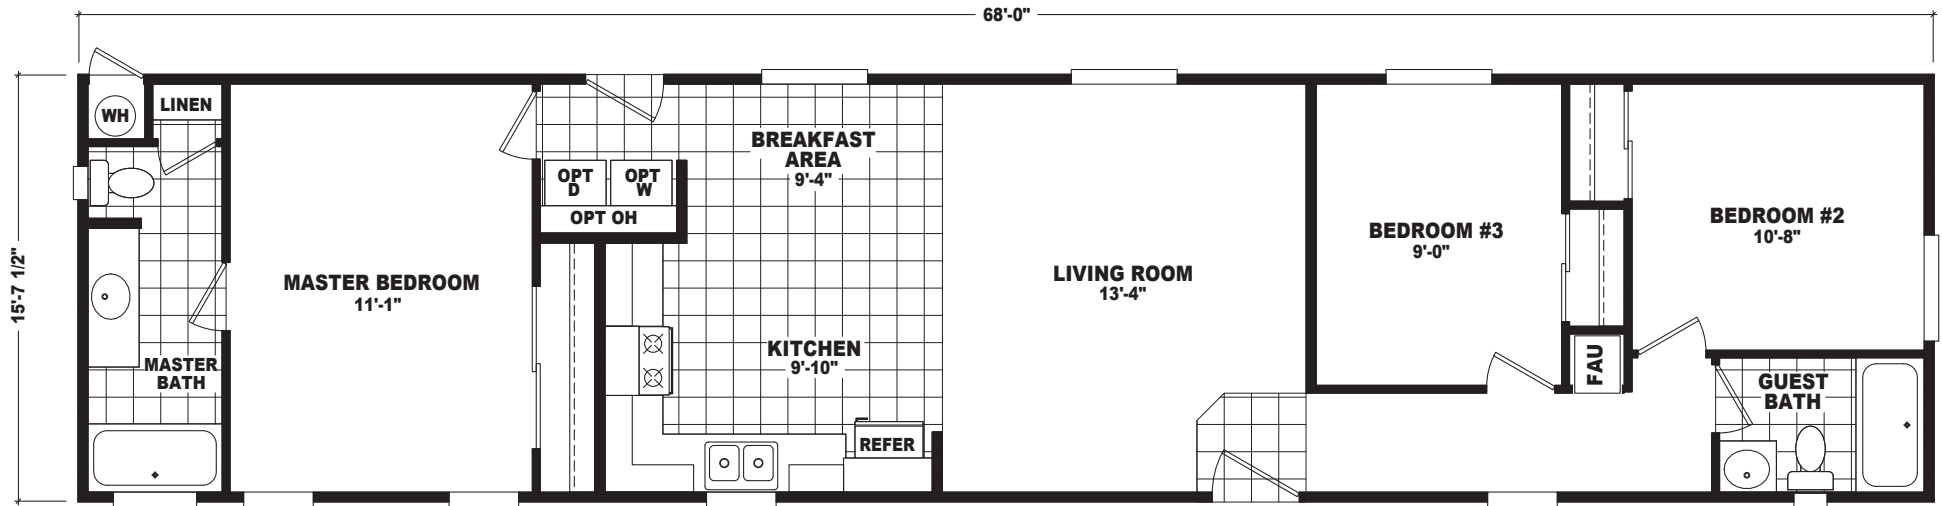 68'-0"
15'-7 1/2"
WH
LINEN
MASTER
BATH
MASTER BEDROOM
11'-1"
OPT
D
OPT
W
OPT OH
BREAKFAST
AREA
9'-4"
KITCHEN
9'-10"
REFER
LIVING ROOM
13'-4"
BEDROOM #3
9'-0"
FAU
BEDROOM #2
10'-8"
GUEST
BATH